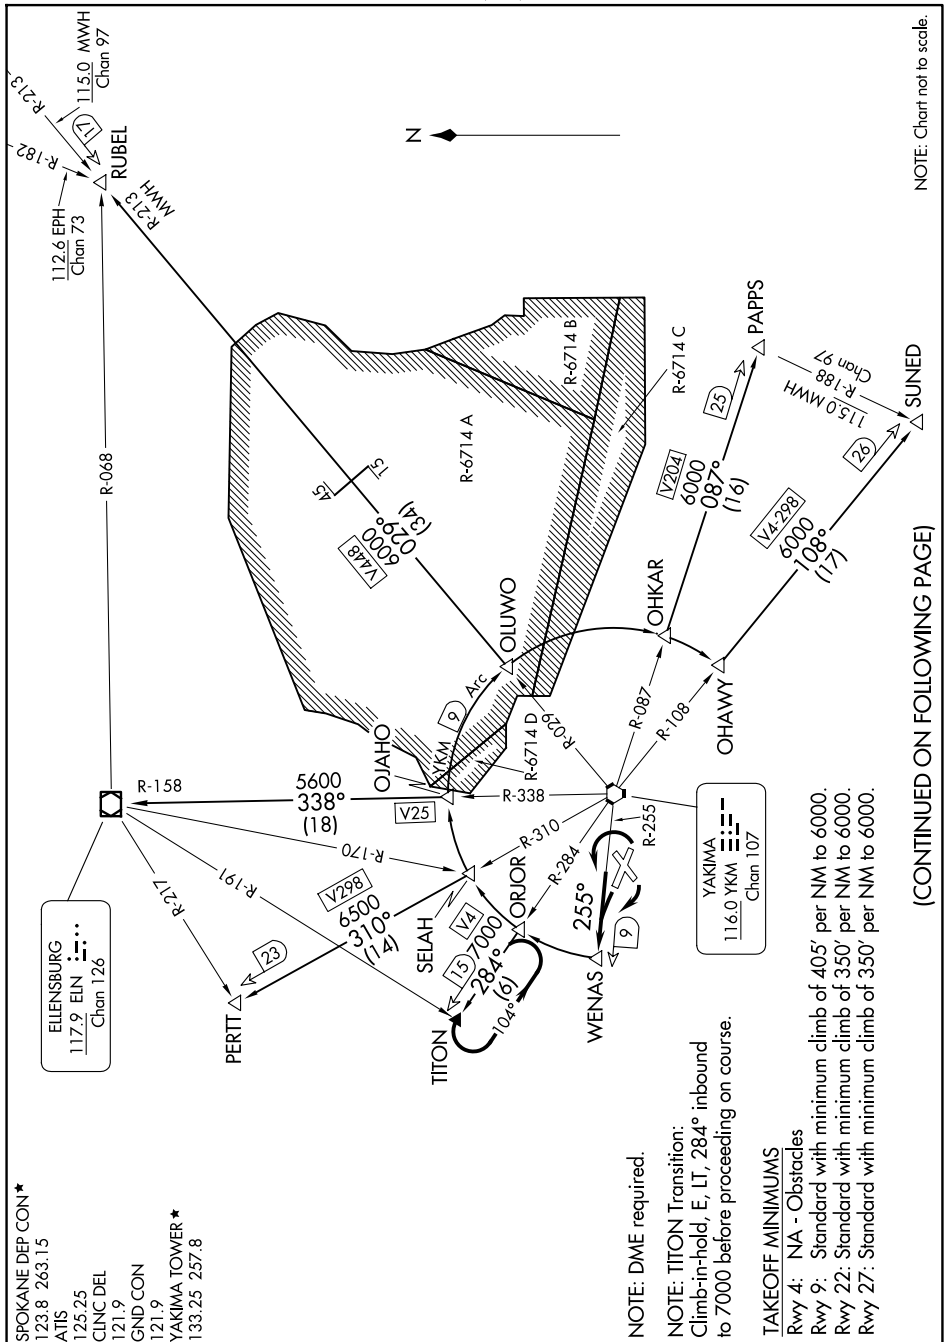 SPOKANE DEP CON★
123.8 263.15
ATIS
125.25
CLNC DEL
121.9
GND CON
121.9
YAKIMA TOWER★
133.25 257.8
ELLENSBURG
117.9 ELN
Chan 126
R-158
R-068
R-217
R-191
R-170
112.6 EPH
Chan 73
R-182
R-213
115.0 MWH
Chan 97
17
RUBEL
R-213
MWH
N
PERTT
23
V298
6500
310°
(14)
5600
338°
(18)
V25
OJAHO
SELAH
V4
7000
15
284°
(6)
104°
TITON
ORJOR
WENAS
9
255°
R-284
R-310
R-338
R-255
R-029
R-087
R-108
YKM
9
Arc
OLUWO
OHKAR
OHAWY
V448
6000
029°
(34)
45
15
R-6714 A
R-6714 B
R-6714 C
R-6714 D
V204
6000
087°
(16)
25
PAPPS
V4-298
6000
108°
(17)
26
SUNED
115.0 MWH
R-188
Chan 97
YAKIMA
116.0 YKM
Chan 107
NOTE: DME required.
NOTE: TITON Transition:
Climb-in-hold, E, LT, 284° inbound
to 7000 before proceeding on course.
TAKEOFF MINIMUMS
Rwy 4: NA - Obstacles
Rwy 9: Standard with minimum climb of 405' per NM to 6000.
Rwy 22: Standard with minimum climb of 350' per NM to 6000.
Rwy 27: Standard with minimum climb of 350' per NM to 6000.
NOTE: Chart not to scale.
(CONTINUED ON FOLLOWING PAGE)